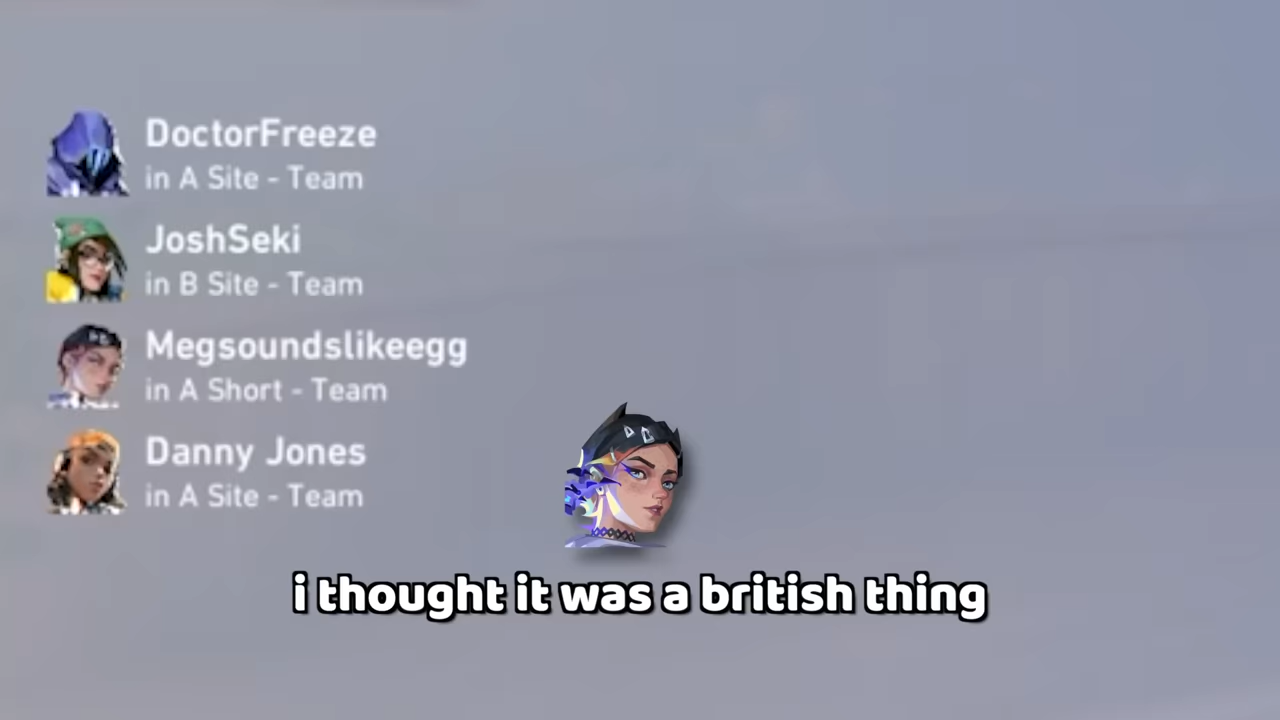 DoctorFreeze
in A Site - Team
JoshSeki
in B Site - Team
Megsoundslikeegg
in A Short - Team
Danny Jones
in A Site - Team
i thought it was a british thing